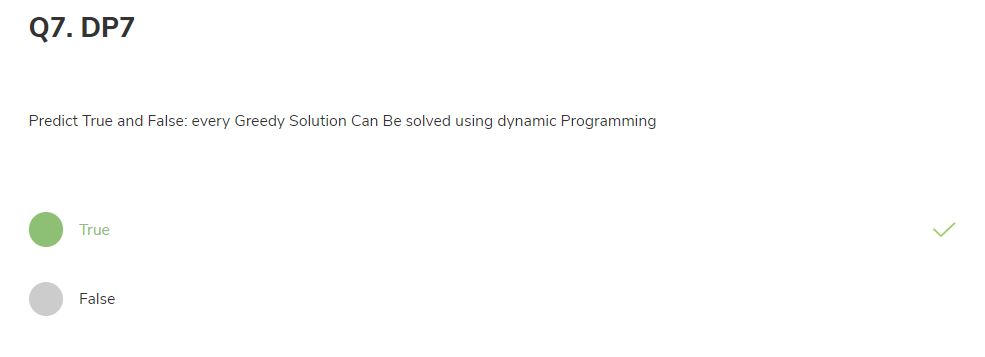 Q7. DP7
Predict True and False: every Greedy Solution Can Be solved using dynamic Programming
True
False